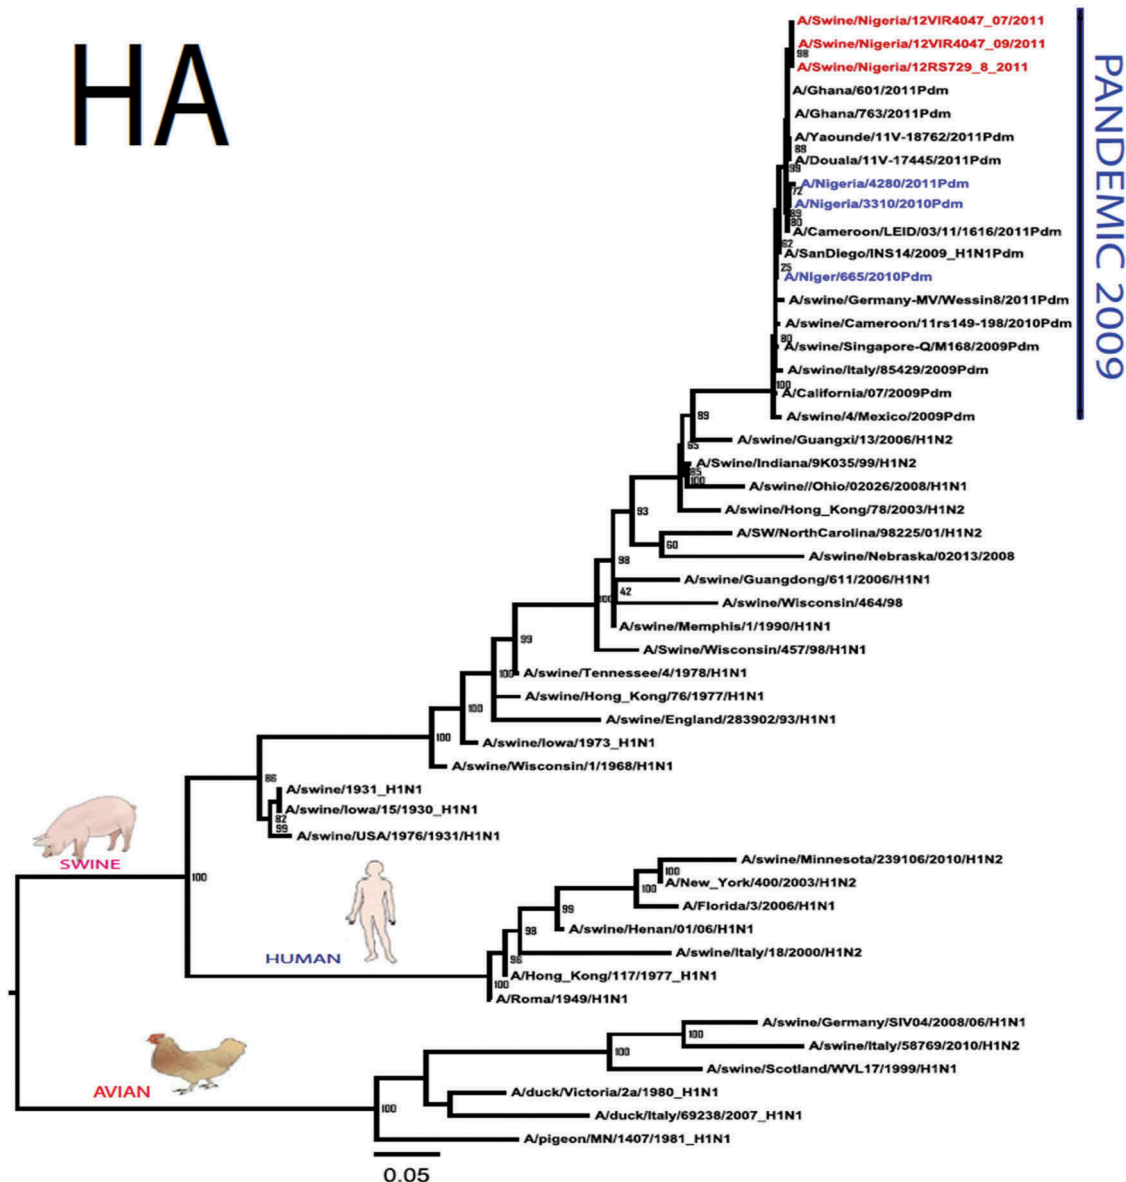 HA
A/Swine/Nigeria/12VIR4047_07/2011
A/Swine/Nigeria/12VIR4047_09/2011
98
A/Swine/Nigeria/12RS729_8_2011
A/Ghana/601/2011Pdm
A/Ghana/763/2011Pdm
A/Yaounde/11V-18762/2011Pdm
88
A/Douala/11V-17445/2011Pdm
99
A/Nigeria/4280/2011Pdm
72
A/Nigeria/3310/2010Pdm
89
80
A/Cameroon/LEID/03/11/1616/2011Pdm
62
A/SanDiego/INS14/2009_H1N1Pdm
25
A/Niger/665/2010Pdm
A/swine/Germany-MV/Wessin8/2011Pdm
A/swine/Cameroon/11rs149-198/2010Pdm
80
A/swine/Singapore-Q/M168/2009Pdm
A/swine/Italy/85429/2009Pdm
100
A/California/07/2009Pdm
A/swine/4/Mexico/2009Pdm
PANDEMIC 2009
89
A/swine/Guangxi/13/2006/H1N2
65
A/Swine/Indiana/9K035/99/H1N2
85
100
A/swine//Ohio/02026/2008/H1N1
A/swine/Hong_Kong/78/2003/H1N2
93
A/SW/NorthCarolina/98225/01/H1N2
60
A/swine/Nebraska/02013/2008
98
A/swine/Guangdong/611/2006/H1N1
42
100
A/swine/Wisconsin/464/98
A/swine/Memphis/1/1990/H1N1
A/Swine/Wisconsin/457/98/H1N1
99
A/swine/Tennessee/4/1978/H1N1
100
A/swine/Hong_Kong/76/1977/H1N1
100
A/swine/England/283902/93/H1N1
100
A/swine/Iowa/1973_H1N1
A/swine/Wisconsin/1/1968/H1N1
86
A/swine/1931_H1N1
A/swine/Iowa/15/1930_H1N1
82
99
A/swine/USA/1976/1931/H1N1
SWINE
100
A/swine/Minnesota/239106/2010/H1N2
100
100
A/New_York/400/2003/H1N2
A/Florida/3/2006/H1N1
99
A/swine/Henan/01/06/H1N1
98
A/swine/Italy/18/2000/H1N2
96
HUMAN
A/Hong_Kong/117/1977_H1N1
100
A/Roma/1949/H1N1
A/swine/Germany/SIV04/2008/06/H1N1
100
A/swine/Italy/58769/2010/H1N2
100
A/swine/Scotland/WVL17/1999/H1N1
AVIAN
A/duck/Victoria/2a/1980_H1N1
100
A/duck/Italy/69238/2007_H1N1
A/pigeon/MN/1407/1981_H1N1
0.05